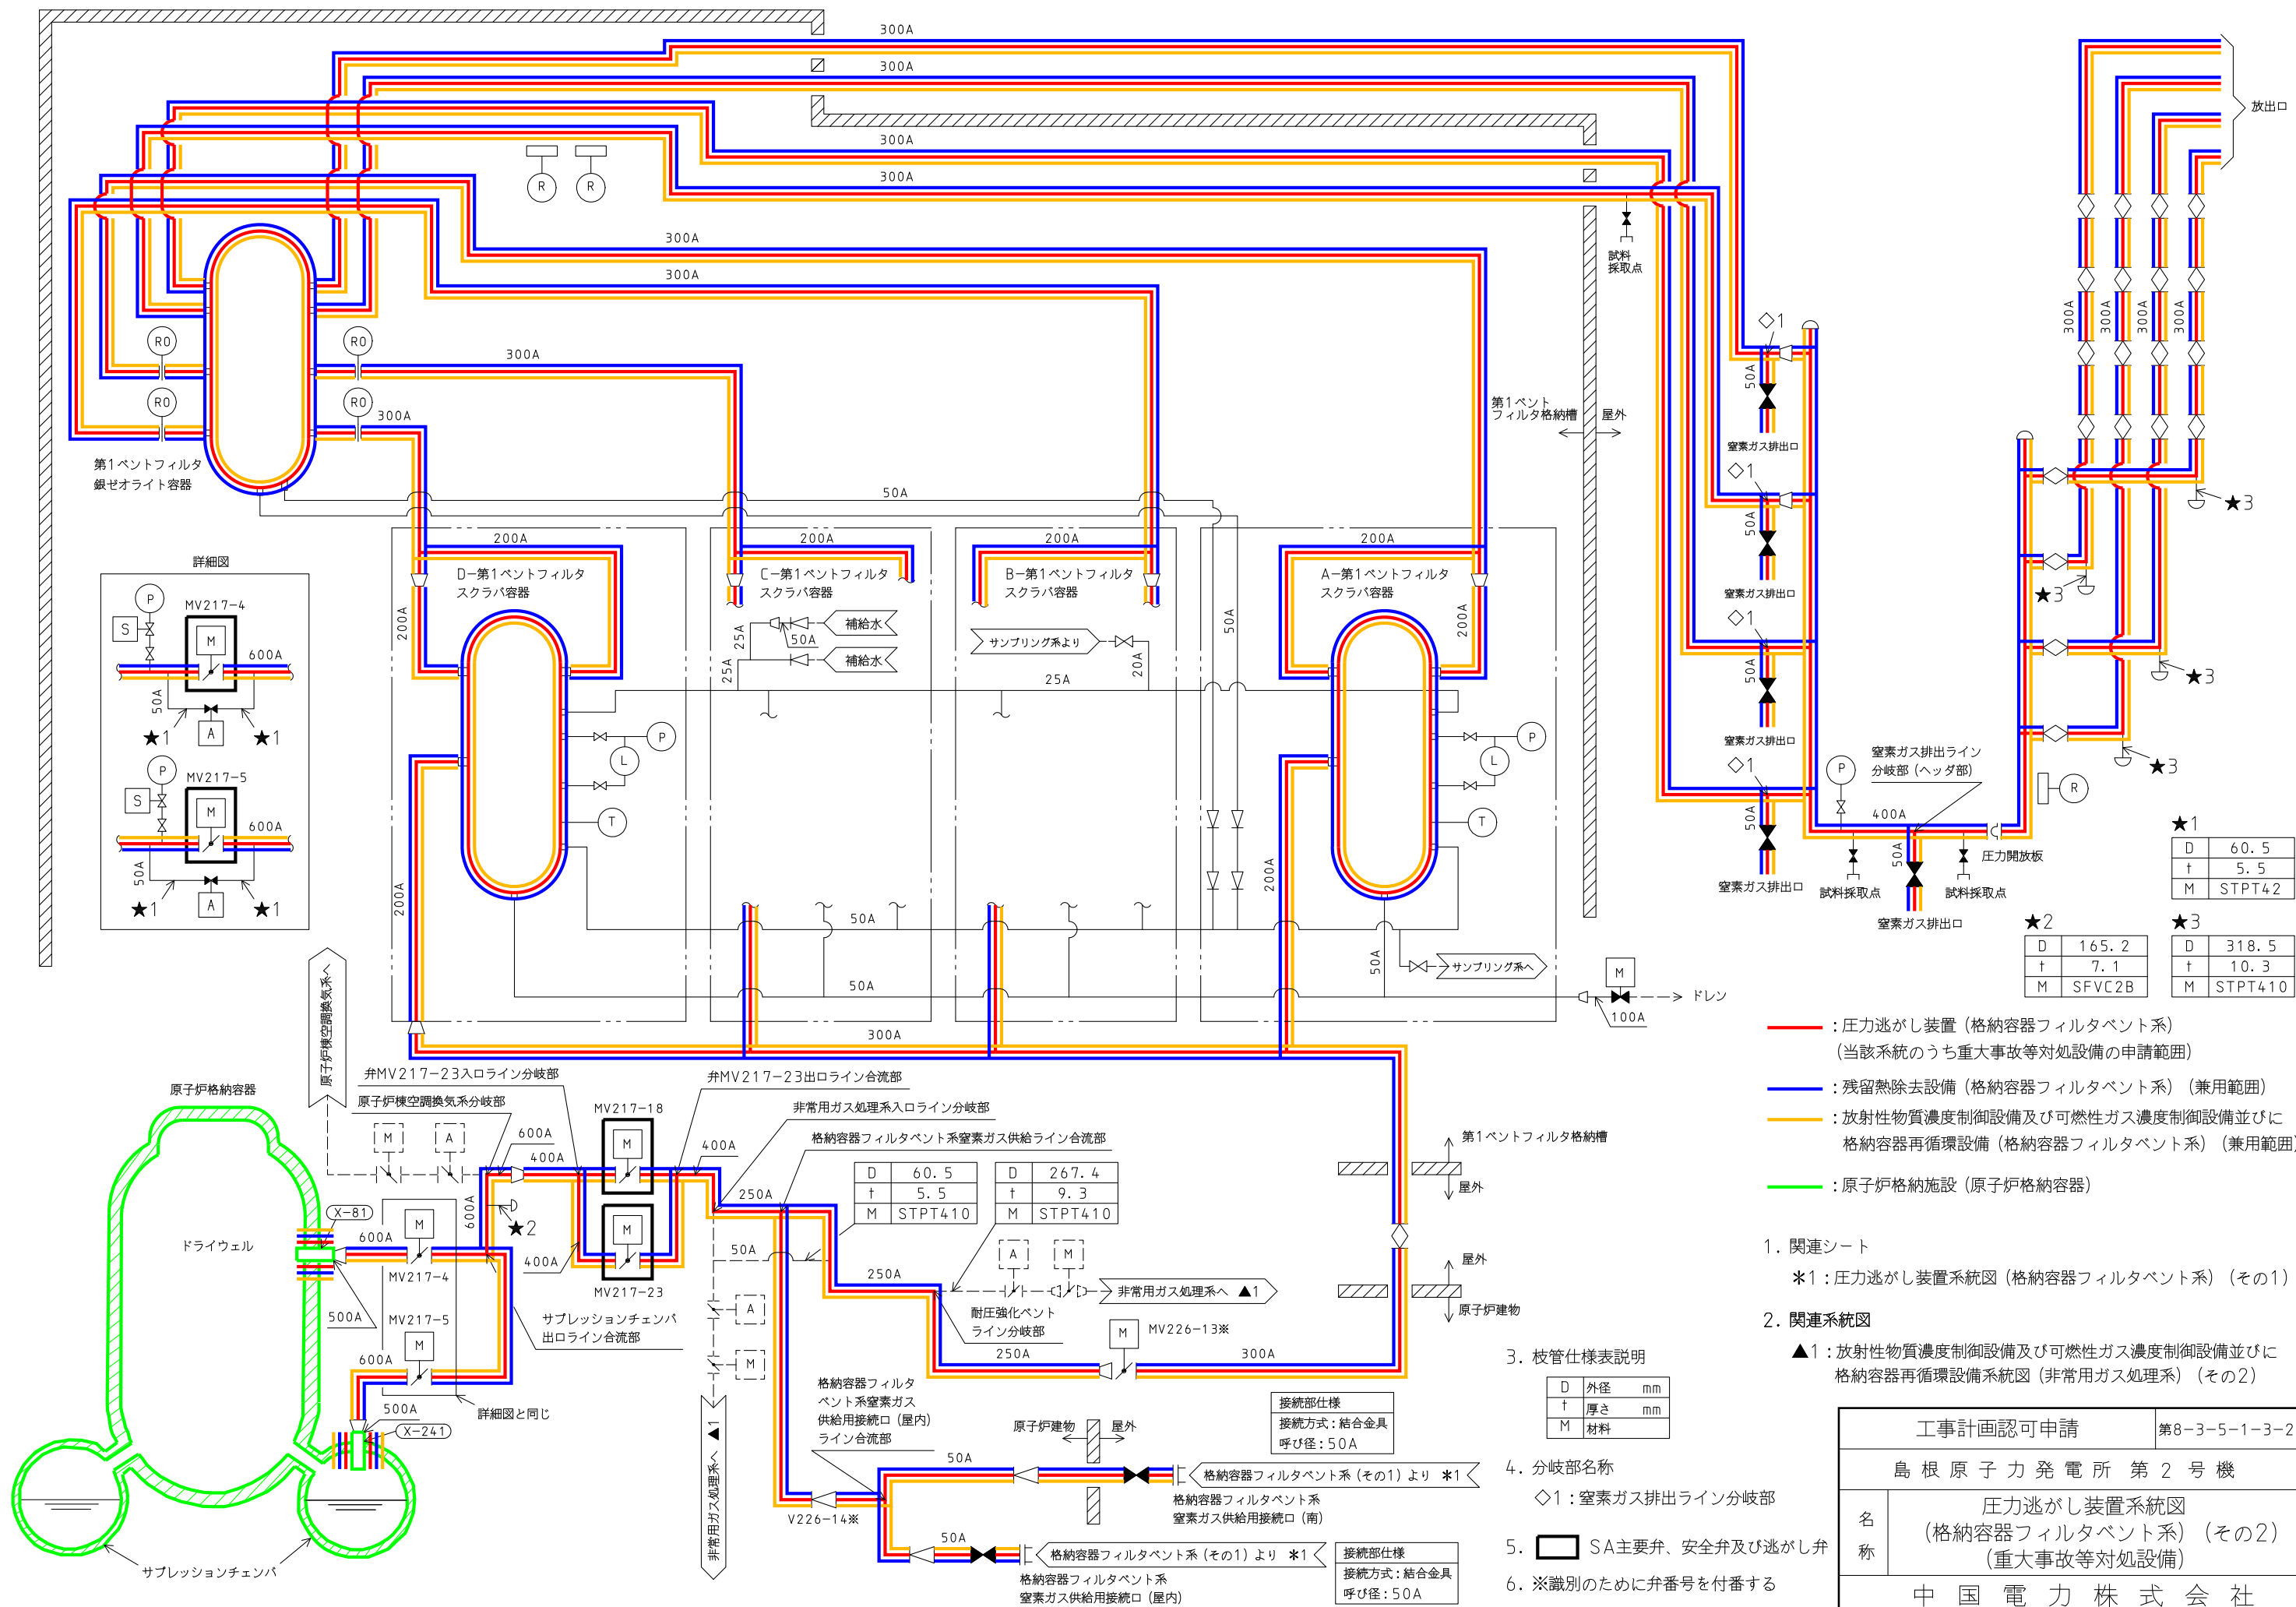 300A
300A
300A
300A
300A
300A
放出口
R
R
試料
採取点
RO
RO
300A
RO
RO
300A
第1ベント
フィルタ格納槽
屋外
第1ベントフィルタ
銀ゼオライト容器
50A
◇1
50A
窒素ガス排出口
◇1
50A
窒素ガス排出口
◇1
50A
窒素ガス排出口
◇1
50A
窒素ガス排出口
300A
300A
300A
300A
★3
★3
★3
★3
200A
200A
200A
200A
D-第1ベントフィルタ
スクラバ容器
C-第1ベントフィルタ
スクラバ容器
B-第1ベントフィルタ
スクラバ容器
A-第1ベントフィルタ
スクラバ容器
200A
200A
25A
25A
50A
補給水
補給水
サンプリング系より
20A
50A
25A
P
L
T
P
L
T
200A
200A
50A
50A
50A
サンプリング系へ
M
ドレン
100A
300A
詳細図
P
S
MV217-4
M
600A
50A
A
★1
★1
P
S
MV217-5
M
600A
50A
A
★1
★1
P
窒素ガス排出ライン
分岐部(ヘッダ部)
400A
50A
R
圧力開放板
試料採取点
試料採取点
窒素ガス排出口
★1
D 60.5
t 5.5
M STPT42
★2
D 165.2
t 7.1
M SFVC2B
★3
D 318.5
t 10.3
M STPT410
:圧力逃がし装置(格納容器フィルタベント系)
(当該系統のうち重大事故等対処設備の申請範囲)
:残留熱除去設備(格納容器フィルタベント系)(兼用範囲)
:放射性物質濃度制御設備及び可燃性ガス濃度制御設備並びに
格納容器再循環設備(格納容器フィルタベント系)(兼用範囲)
:原子炉格納施設(原子炉格納容器)
原子炉棟空調換気系へ
原子炉格納容器
弁MV217-23入口ライン分岐部
原子炉棟空調換気系分岐部
M
A
600A
400A
MV217-18
M
弁MV217-23出口ライン合流部
400A
非常用ガス処理系入口ライン分岐部
格納容器フィルタベント系窒素ガス供給ライン合流部
D 60.5
t 5.5
M STPT410
D 267.4
t 9.3
M STPT410
250A
600A
★2
M
MV217-23
400A
50A
250A
A
M
非常用ガス処理系へ ▲1
耐圧強化ベント
ライン分岐部
250A
M
MV226-13※
300A
第1ベントフィルタ格納槽
屋外
屋外
原子炉建物
ドライウェル
X-81
600A
M
MV217-4
500A
MV217-5
M
600A
サプレッションチェンバ
出口ライン合流部
500A
X-241
詳細図と同じ
サプレッションチェンバ
A
M
非常用ガス処理系へ ▲1
格納容器フィルタ
ベント系窒素ガス
供給用接続口(屋内)
ライン合流部
V226-14※
50A
原子炉建物
屋外
接続部仕様
接続方式:結合金具
呼び径:50A
格納容器フィルタベント系(その1)より ＊1
格納容器フィルタベント系
窒素ガス供給用接続口(南)
50A
格納容器フィルタベント系(その1)より ＊1
格納容器フィルタベント系
窒素ガス供給用接続口(屋内)
接続部仕様
接続方式:結合金具
呼び径:50A
1. 関連シート
＊1:圧力逃がし装置系統図(格納容器フィルタベント系)(その1)
2. 関連系統図
▲1:放射性物質濃度制御設備及び可燃性ガス濃度制御設備並びに
格納容器再循環設備系統図(非常用ガス処理系)(その2)
3. 枝管仕様表説明
D 外径 mm
t 厚さ mm
M 材料
4. 分岐部名称
◇1:窒素ガス排出ライン分岐部
5. SA主要弁、安全弁及び逃がし弁
6. ※識別のために弁番号を付番する
工事計画認可申請 第8-3-5-1-3-2
島根原子力発電所 第2号機
名称
圧力逃がし装置系統図
(格納容器フィルタベント系)(その2)
(重大事故等対処設備)
中国電力株式会社